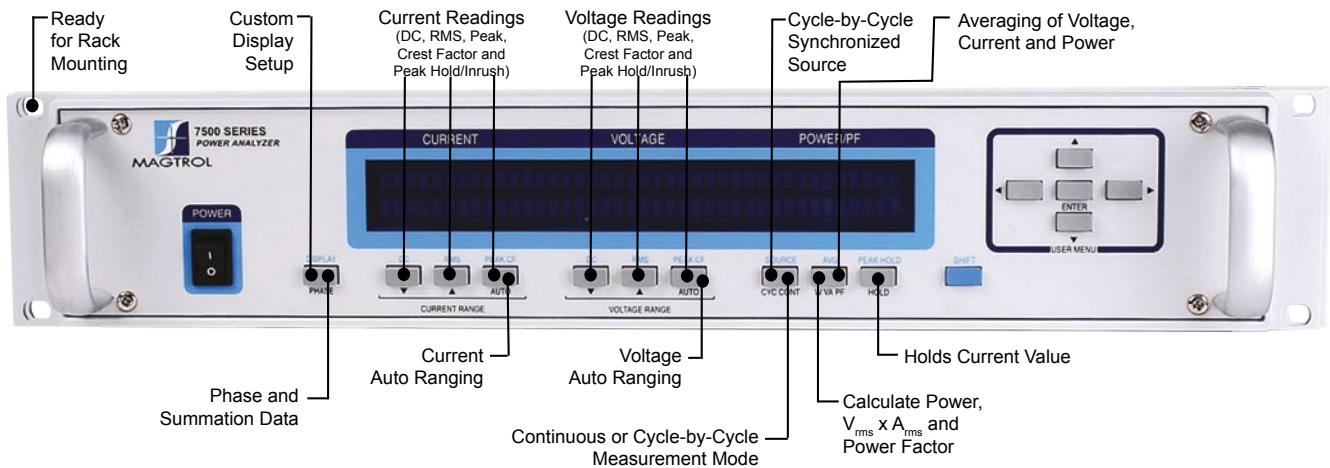 Ready
for Rack
Mounting
Custom
Display
Setup
Current Readings
(DC, RMS, Peak,
Crest Factor and
Peak Hold/Inrush)
Voltage Readings
(DC, RMS, Peak,
Crest Factor and
Peak Hold/Inrush)
Cycle-by-Cycle
Synchronized
Source
Averaging of Voltage,
Current and Power
7500 SERIES
POWER ANALYZER
MAGTROL
CURRENT
VOLTAGE
POWER/PF
POWER
I
O
ENTER
USER MENU
DISPLAY
DC
RMS
PEAK CF
DC
RMS
PEAK CF
SOURCE
AVG
PEAK HOLD
SHIFT
PHASE
AUTO
AUTO
CYC CONT
W VA PF
HOLD
CURRENT RANGE
VOLTAGE RANGE
Phase and
Summation Data
Current
Auto Ranging
Voltage
Auto Ranging
Continuous or Cycle-by-Cycle
Measurement Mode
Calculate Power,
Vrms x Arms and
Power Factor
Holds Current Value